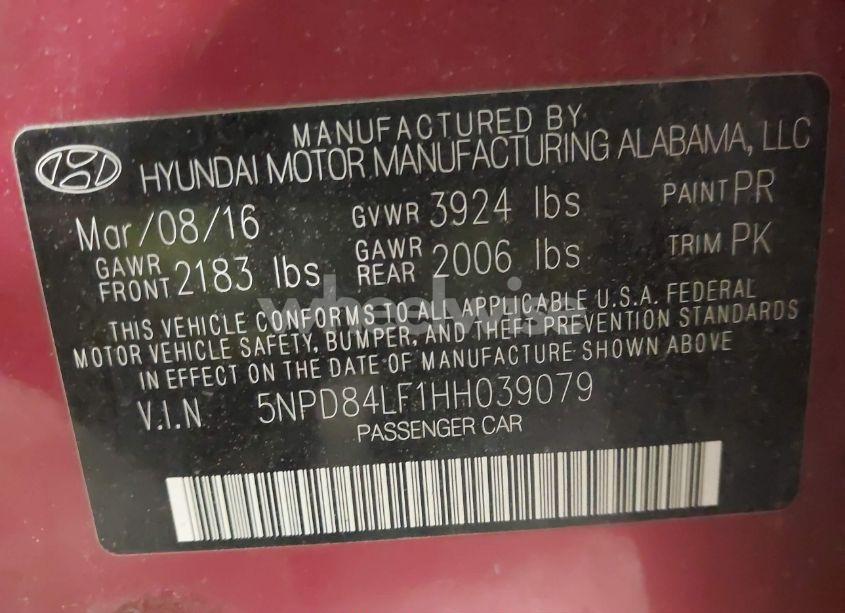 MANUFACTURED BY
HYUNDAI MOTOR MANUFACTURING ALABAMA, LLC
Mar/08/16 GVWR 3924 lbs PAINT PR
GAWR FRONT 2183 lbs GAWR REAR 2006 lbs TRIM PK
THIS VEHICLE CONFORMS TO ALL APPLICABLE U.S.A. FEDERAL
MOTOR VEHICLE SAFETY, BUMPER, AND THEFT PREVENTION STANDARDS
IN EFFECT ON THE DATE OF MANUFACTURE SHOWN ABOVE
V.I.N 5NPD84LF1HH039079
PASSENGER CAR
wheelwise